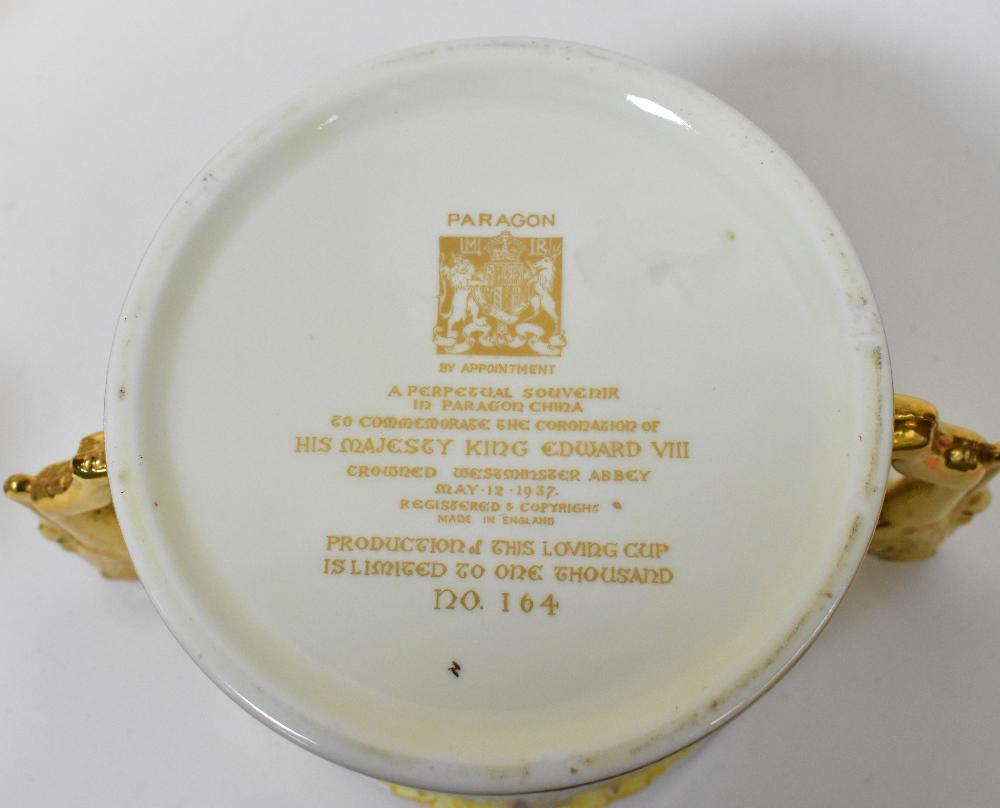 PARAGON
M R
BY APPOINTMENT
A PERPETUAL SOUVENIR
IN PARAGON CHINA
TO COMMEMORATE THE CORONATION OF
HIS MAJESTY KING EDWARD VIII
CROWNED WESTMINSTER ABBEY
MAY·12·1937.
REGISTERED & COPYRIGHT
MADE IN ENGLAND
PRODUCTION of THIS LOVING CUP
IS LIMITED TO ONE THOUSAND
NO. 164
N